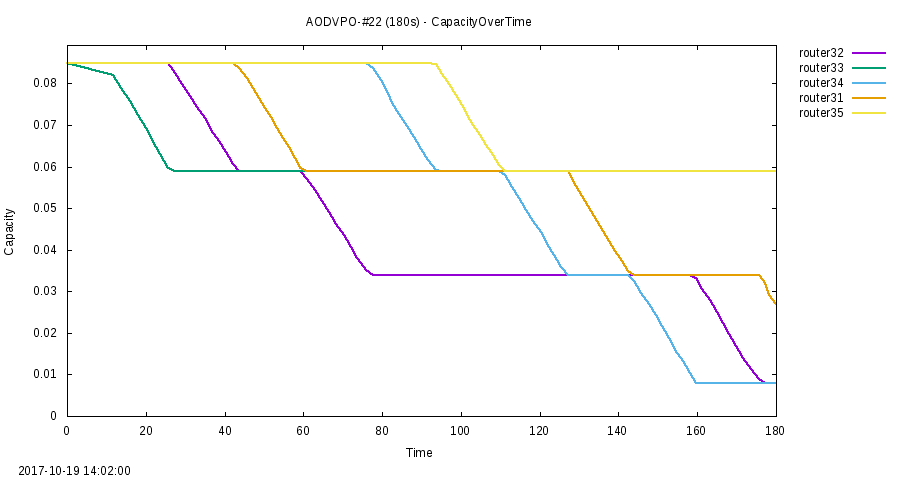 AODVPO-#22 (180s) - CapacityOverTime
router32
router33
router34
router31
router35
0.08
0.07
0.06
0.05
0.04
0.03
0.02
0.01
0
Capacity
0 20 40 60 80 100 120 140 160 180
Time
2017-10-19 14:02:00